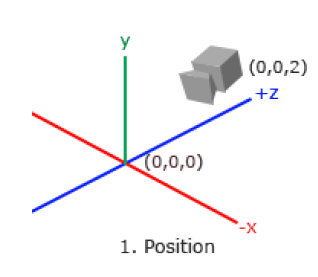 y
(0,0,2)
+z
(0,0,0)
-x
1. Position